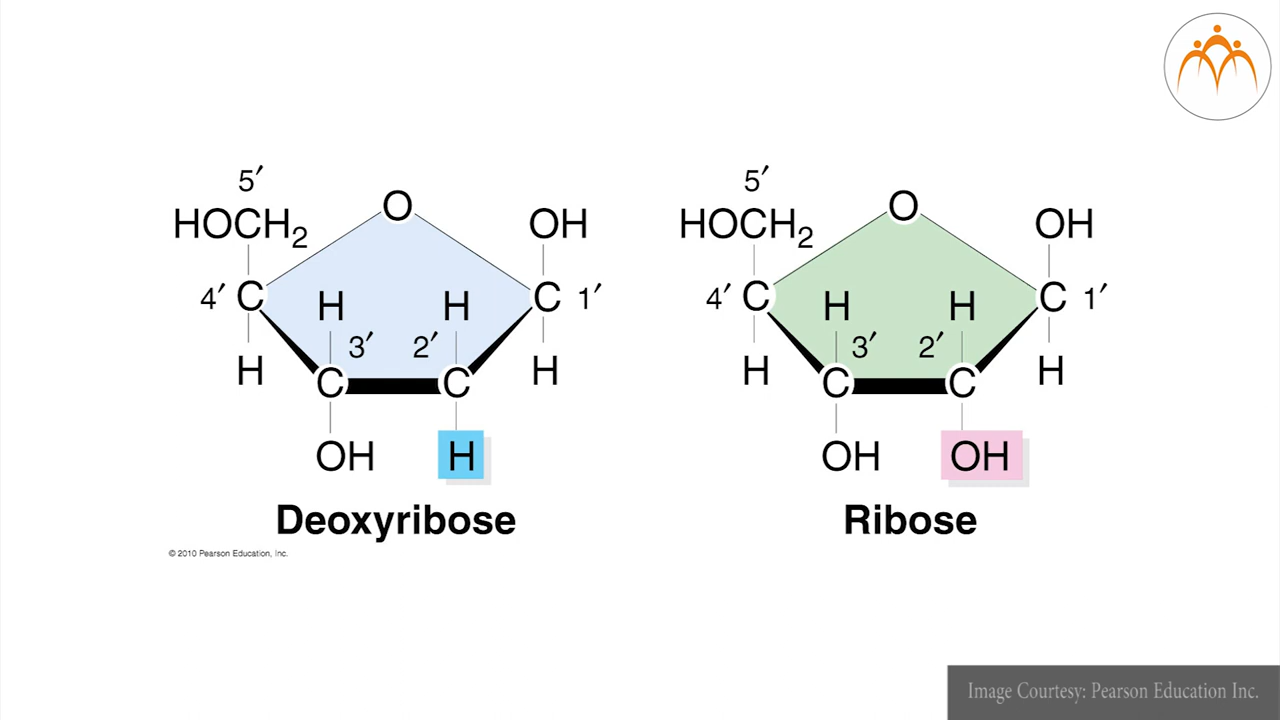 5′ 5′
HOCH2 O OH HOCH2 O OH
4′ C H H C 1′ 4′ C H H C 1′
3′ 2′ 3′ 2′
H C C H H C C H
OH H OH OH
Deoxyribose Ribose
© 2010 Pearson Education, Inc.
Image Courtesy: Pearson Education Inc.